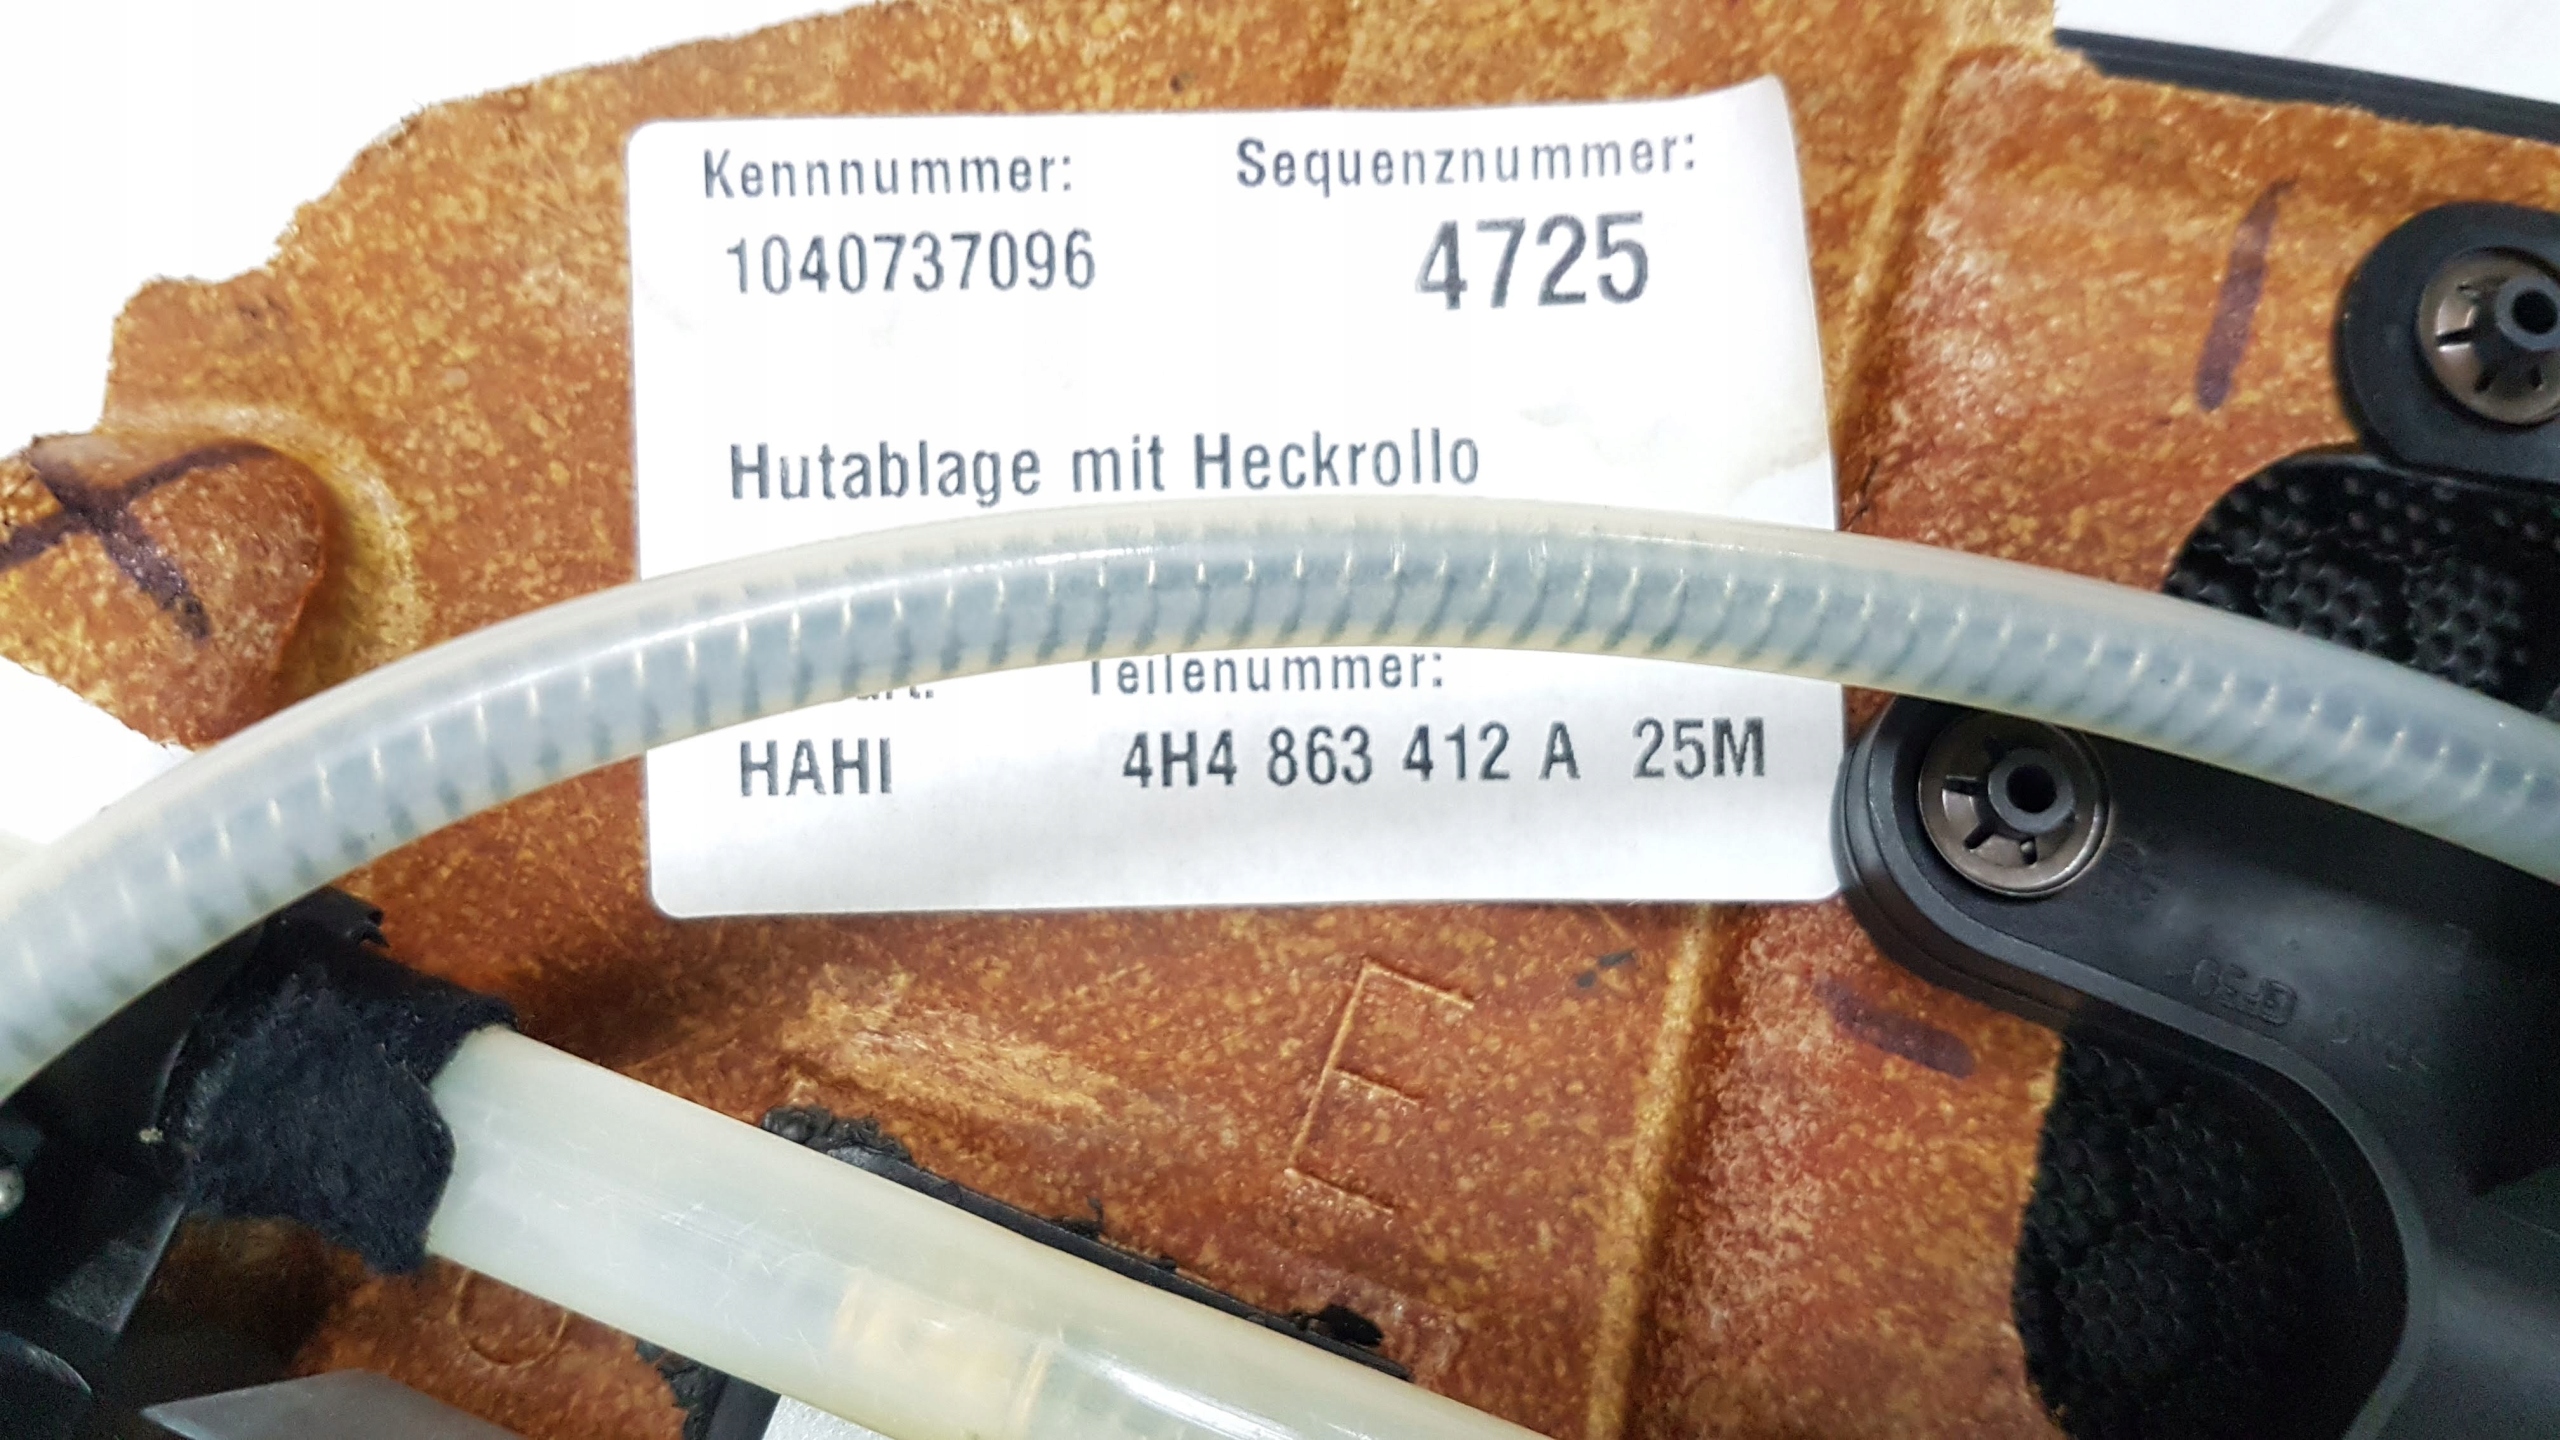 Kennnummer: Sequenznummer:
1040737096 4725
Hutablage mit Heckrollo
Teilenummer:
HAHI 4H4 863 412 A 25M
E